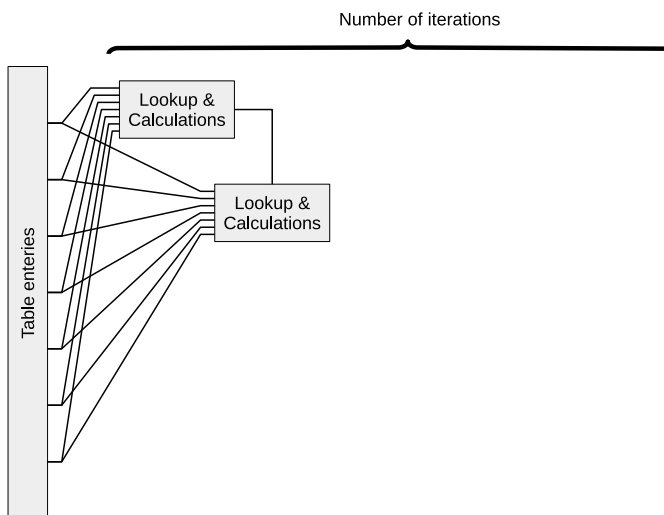 Number of iterations
Lookup &
Calculations
Lookup &
Calculations
Table enteries